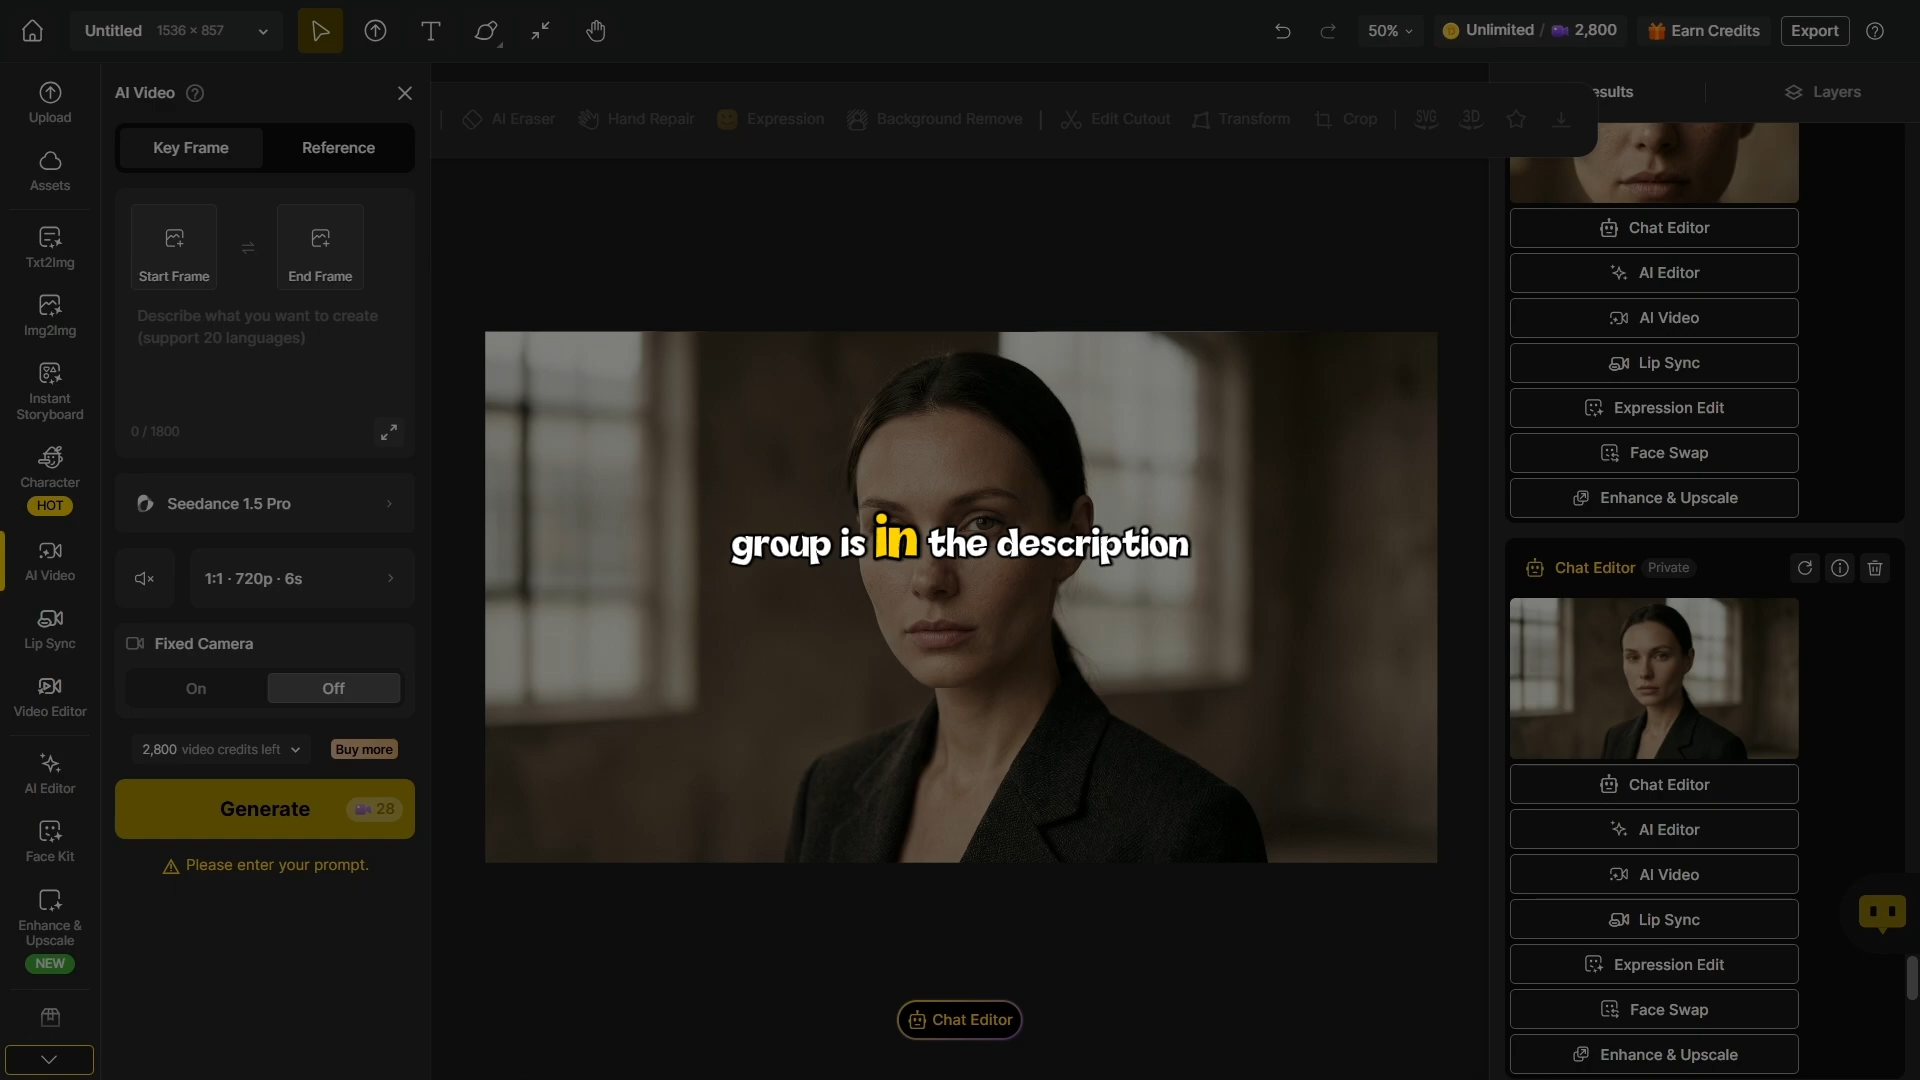 Untitled 1536 × 857
50%
Unlimited / 2,800
Earn Credits
Export
AI Video
Key Frame
Reference
Start Frame
End Frame
Describe what you want to create
(support 20 languages)
0 / 1800
Seedance 1.5 Pro
1:1 · 720p · 6s
Fixed Camera
On
Off
2,800 video credits left
Buy more
Generate 28
Please enter your prompt.
Upload
Assets
Txt2Img
Img2Img
Instant
Storyboard
Character
HOT
AI Video
Lip Sync
Video Editor
AI Editor
Face Kit
Enhance &
Upscale
NEW
AI Eraser
Hand Repair
Expression
Background Remove
Edit Cutout
Transform
Crop
SVG
3D
group is in the description
Chat Editor
esults
Layers
Chat Editor
AI Editor
AI Video
Lip Sync
Expression Edit
Face Swap
Enhance & Upscale
Chat Editor Private
Chat Editor
AI Editor
AI Video
Lip Sync
Expression Edit
Face Swap
Enhance & Upscale